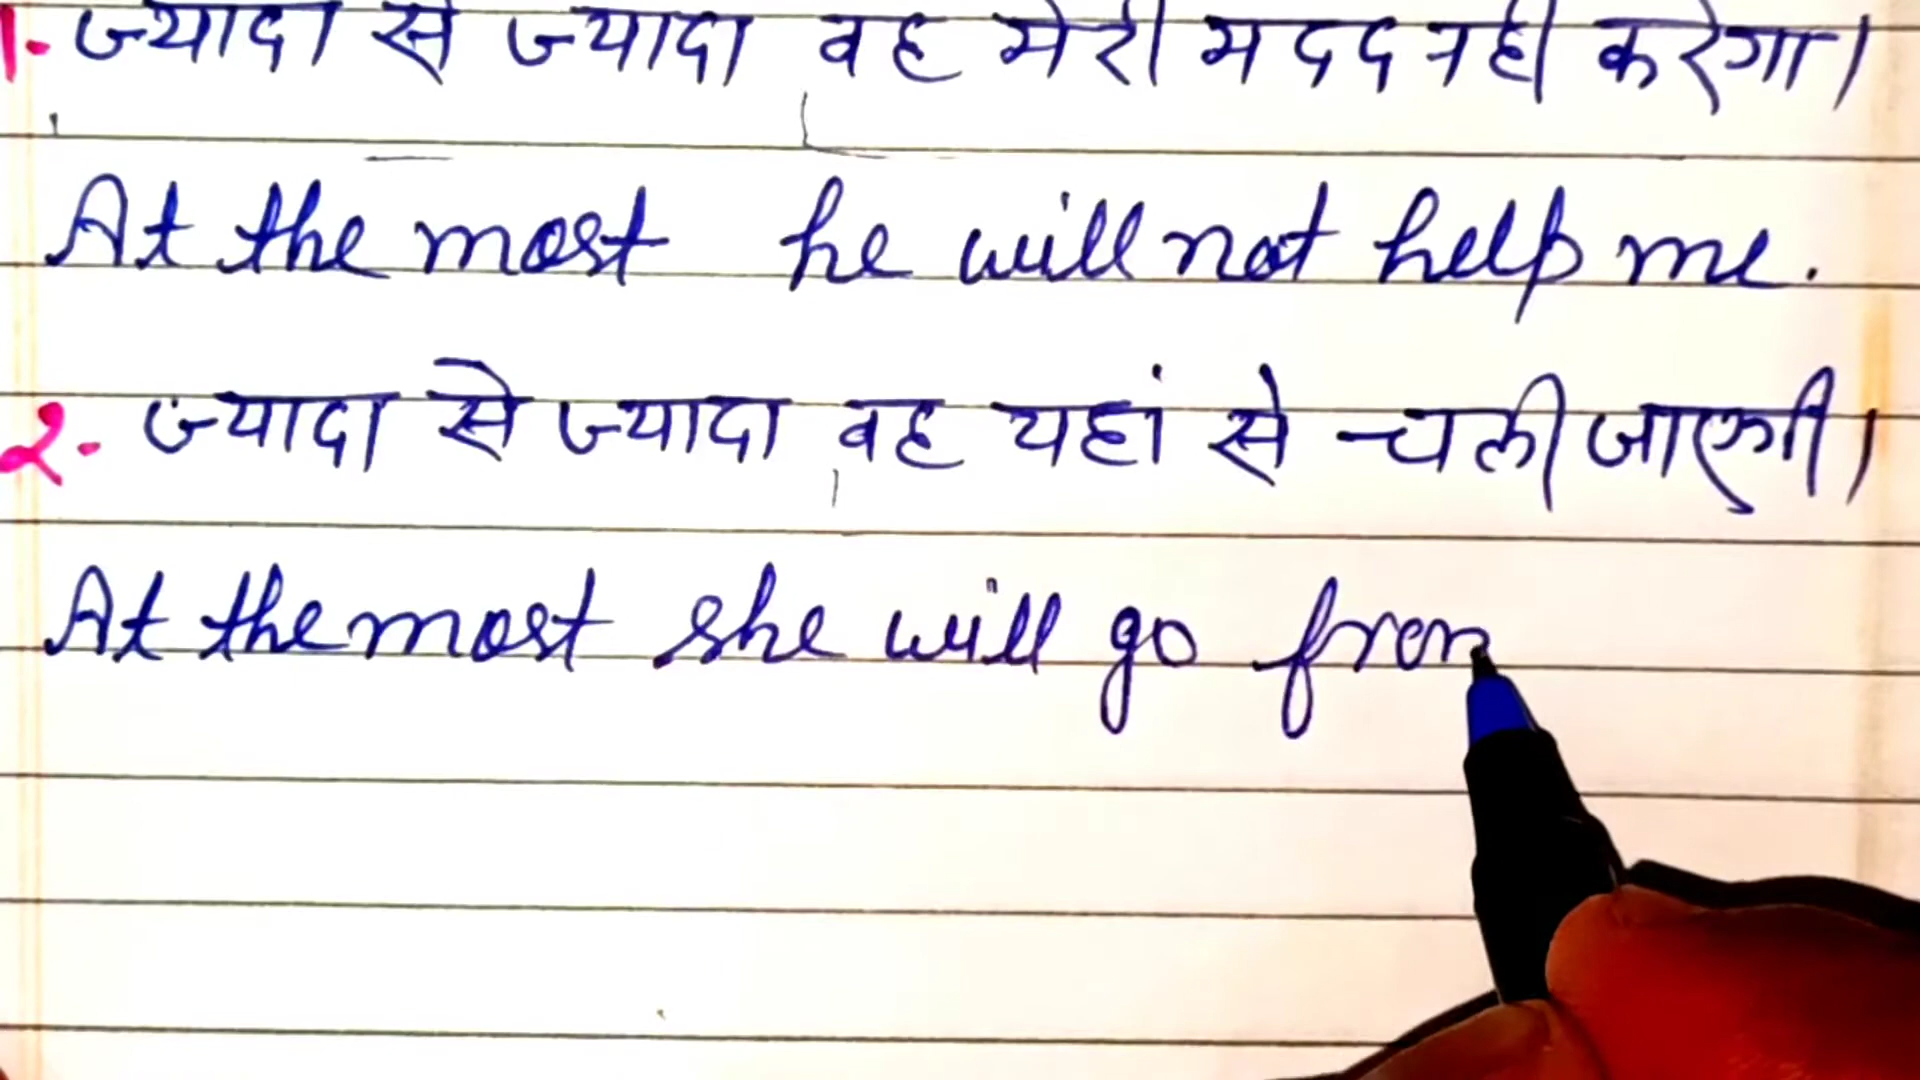 1. ज्यादा से ज्यादा वह मेरी मदद नही करेगा।
At the most he will not help me.
2. ज्यादा से ज्यादा वह यहां से चली जाएगी।
At the most she will go from